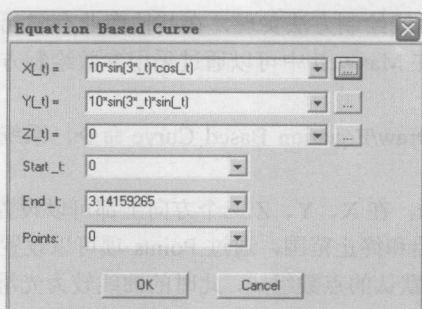 Equation Based Curve
X(_t) = 10*sin(3*_t)*cos(_t) ...
Y(_t) = 10*sin(3*_t)*sin(_t) ...
Z(_t) = 0 ...
Start _t: 0
End _t: 3.14159265
Points: 0
OK Cancel